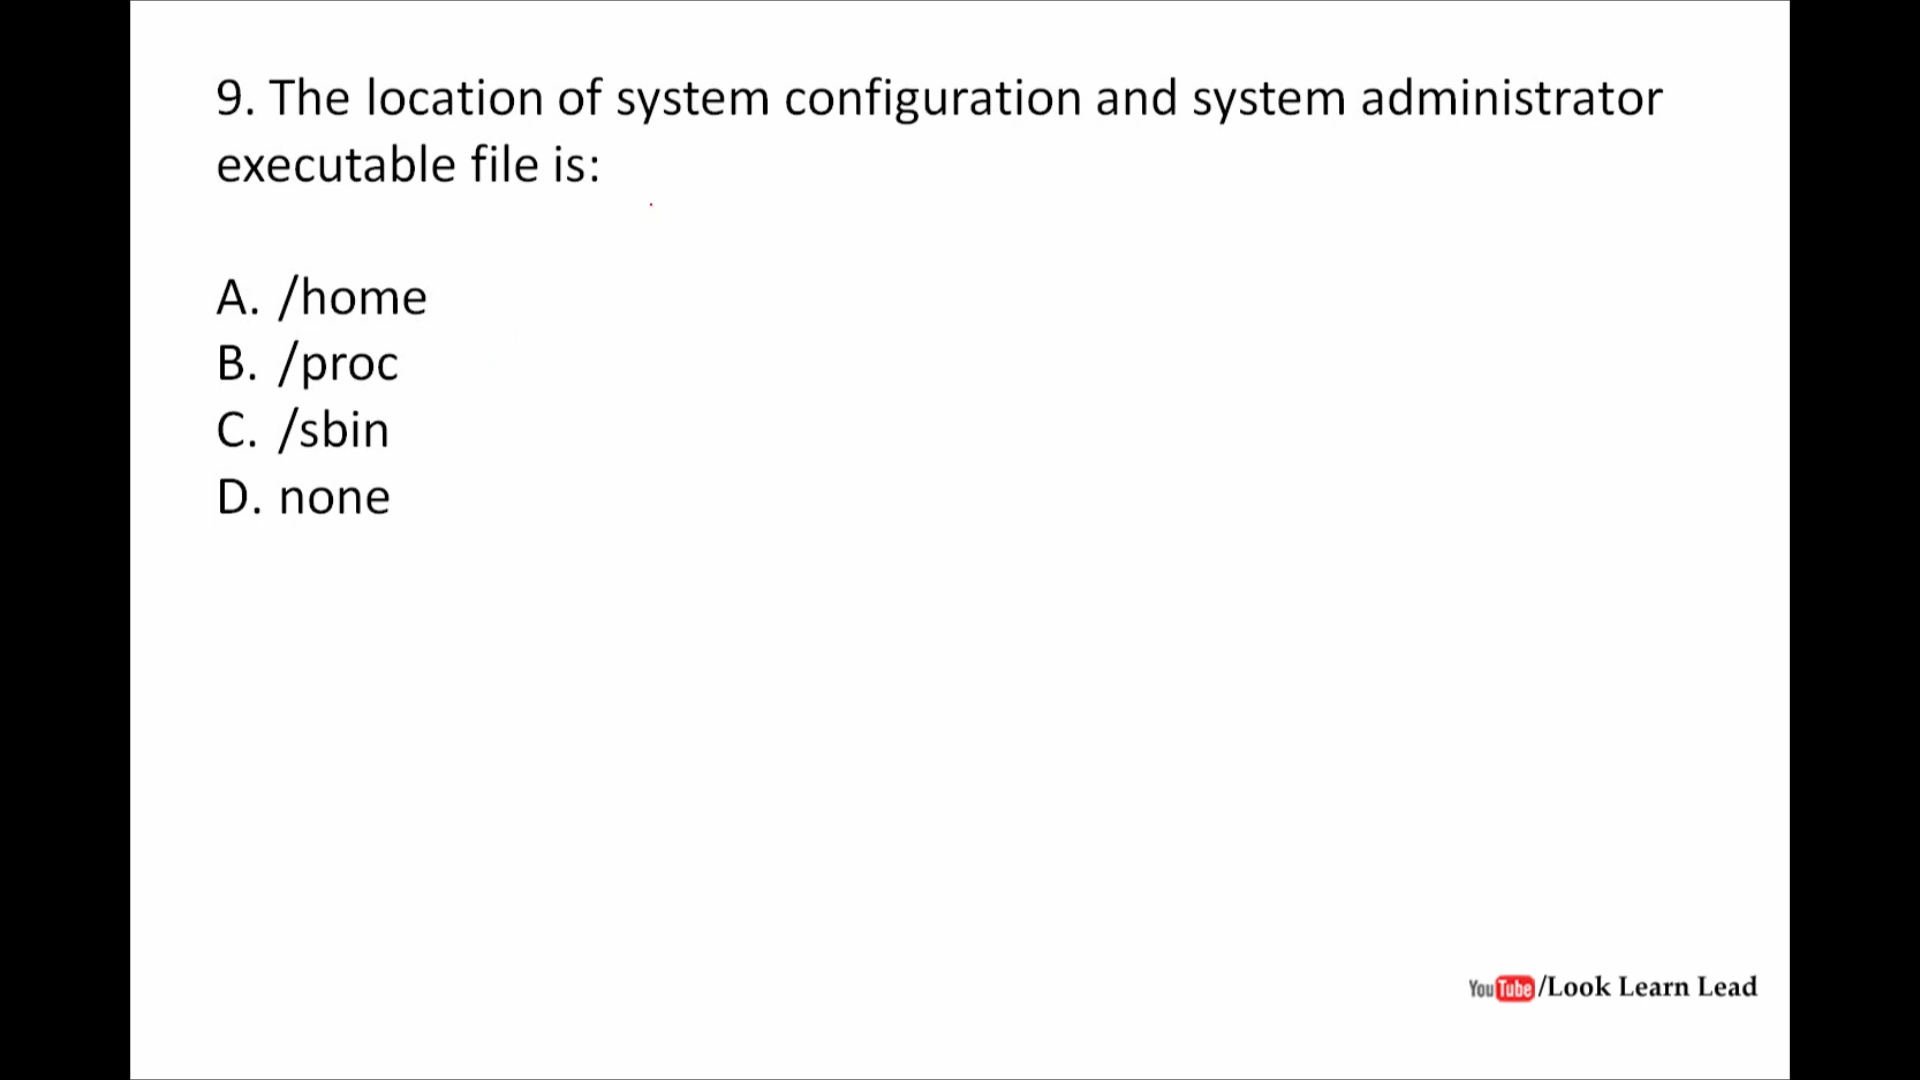 9. The location of system configuration and system administrator
executable file is:
A. /home
B. /proc
C. /sbin
D. none
YouTube/Look Learn Lead